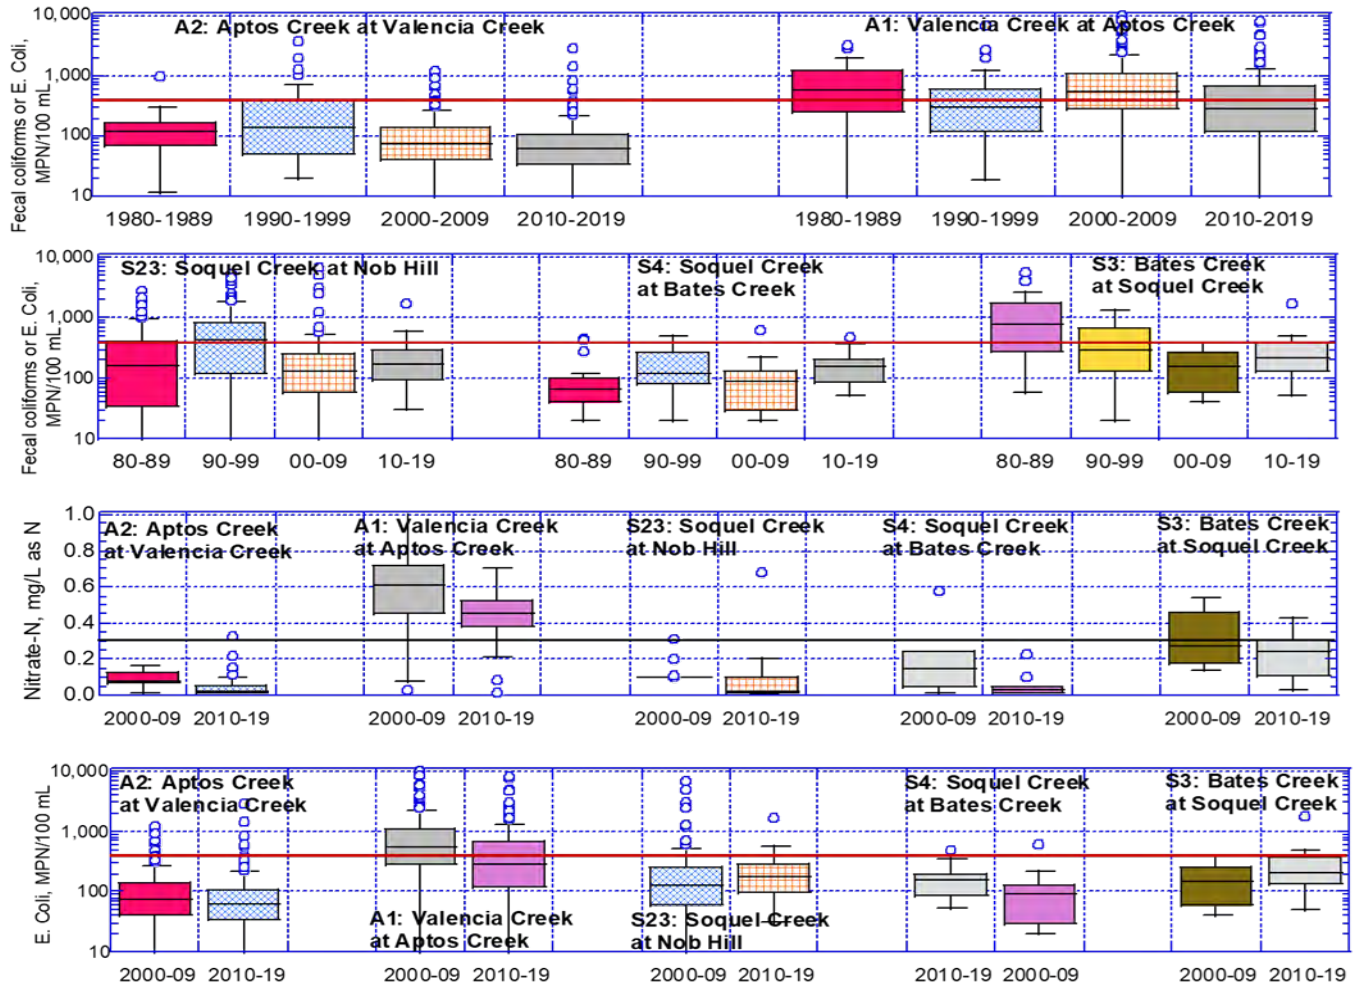 Fecal coliforms or E. Coli,
MPN/100 mL
10,000
1,000
100
10
A2: Aptos Creek at Valencia Creek
A1: Valencia Creek at Aptos Creek
1980-1989 1990-1999 2000-2009 2010-2019 1980-1989 1990-1999 2000-2009 2010-2019
Fecal coliforms or E. Coli,
MPN/100 mL
10,000
1,000
100
10
S23: Soquel Creek at Nob Hill
S4: Soquel Creek
at Bates Creek
S3: Bates Creek
at Soquel Creek
80-89 90-99 00-09 10-19 80-89 90-99 00-09 10-19 80-89 90-99 00-09 10-19
Nitrate-N, mg/L as N
1.0
0.8
0.6
0.4
0.2
0.0
A2: Aptos Creek
at Valencia Creek
A1: Valencia Creek
at Aptos Creek
S23: Soquel Creek
at Nob Hill
S4: Soquel Creek
at Bates Creek
S3: Bates Creek
at Soquel Creek
2000-09 2010-19 2000-09 2010-19 2000-09 2010-19 2000-09 2010-19 2000-09 2010-19
E. Coli, MPN/100 mL
10,000
1,000
100
10
A2: Aptos Creek
at Valencia Creek
A1: Valencia Creek
at Aptos Creek
S23: Soquel Creek
at Nob Hill
S4: Soquel Creek
at Bates Creek
S3: Bates Creek
at Soquel Creek
2000-09 2010-19 2000-09 2010-19 2000-09 2010-19 2010-19 2000-09 2000-09 2010-19